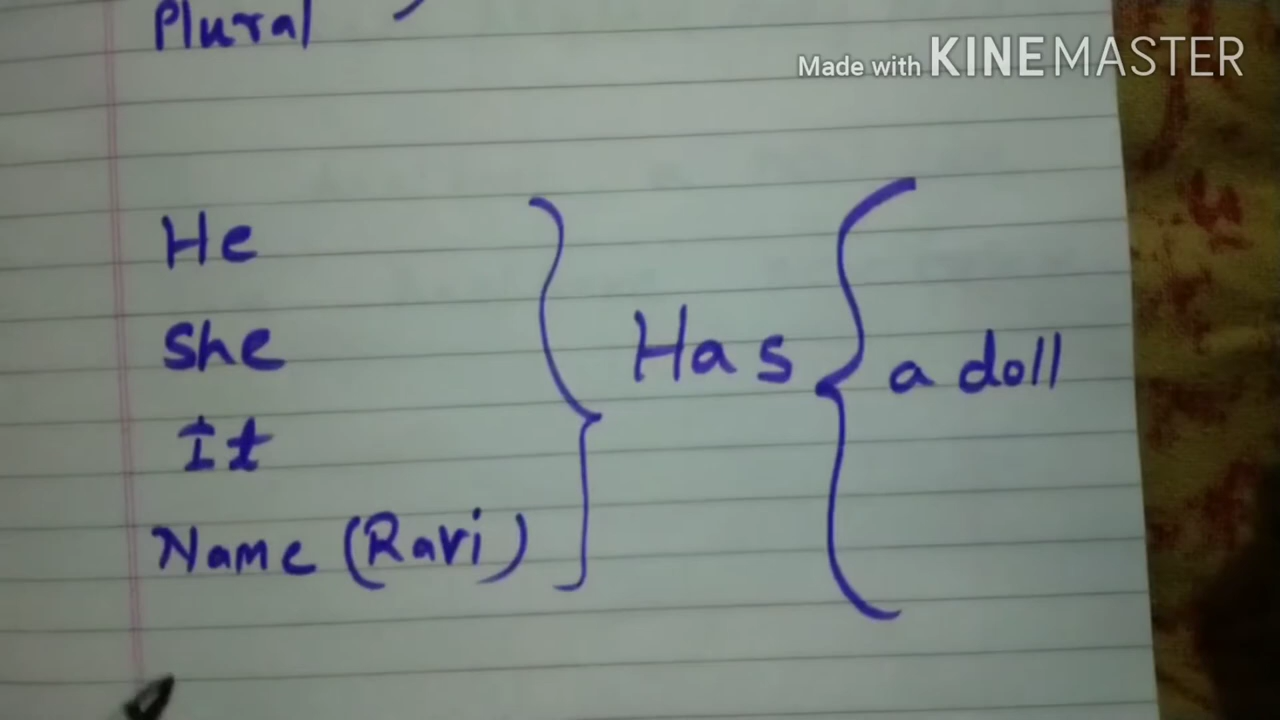 Plural
Made with KINEMASTER
He
She
It
Name (Ravi)
Has
a doll